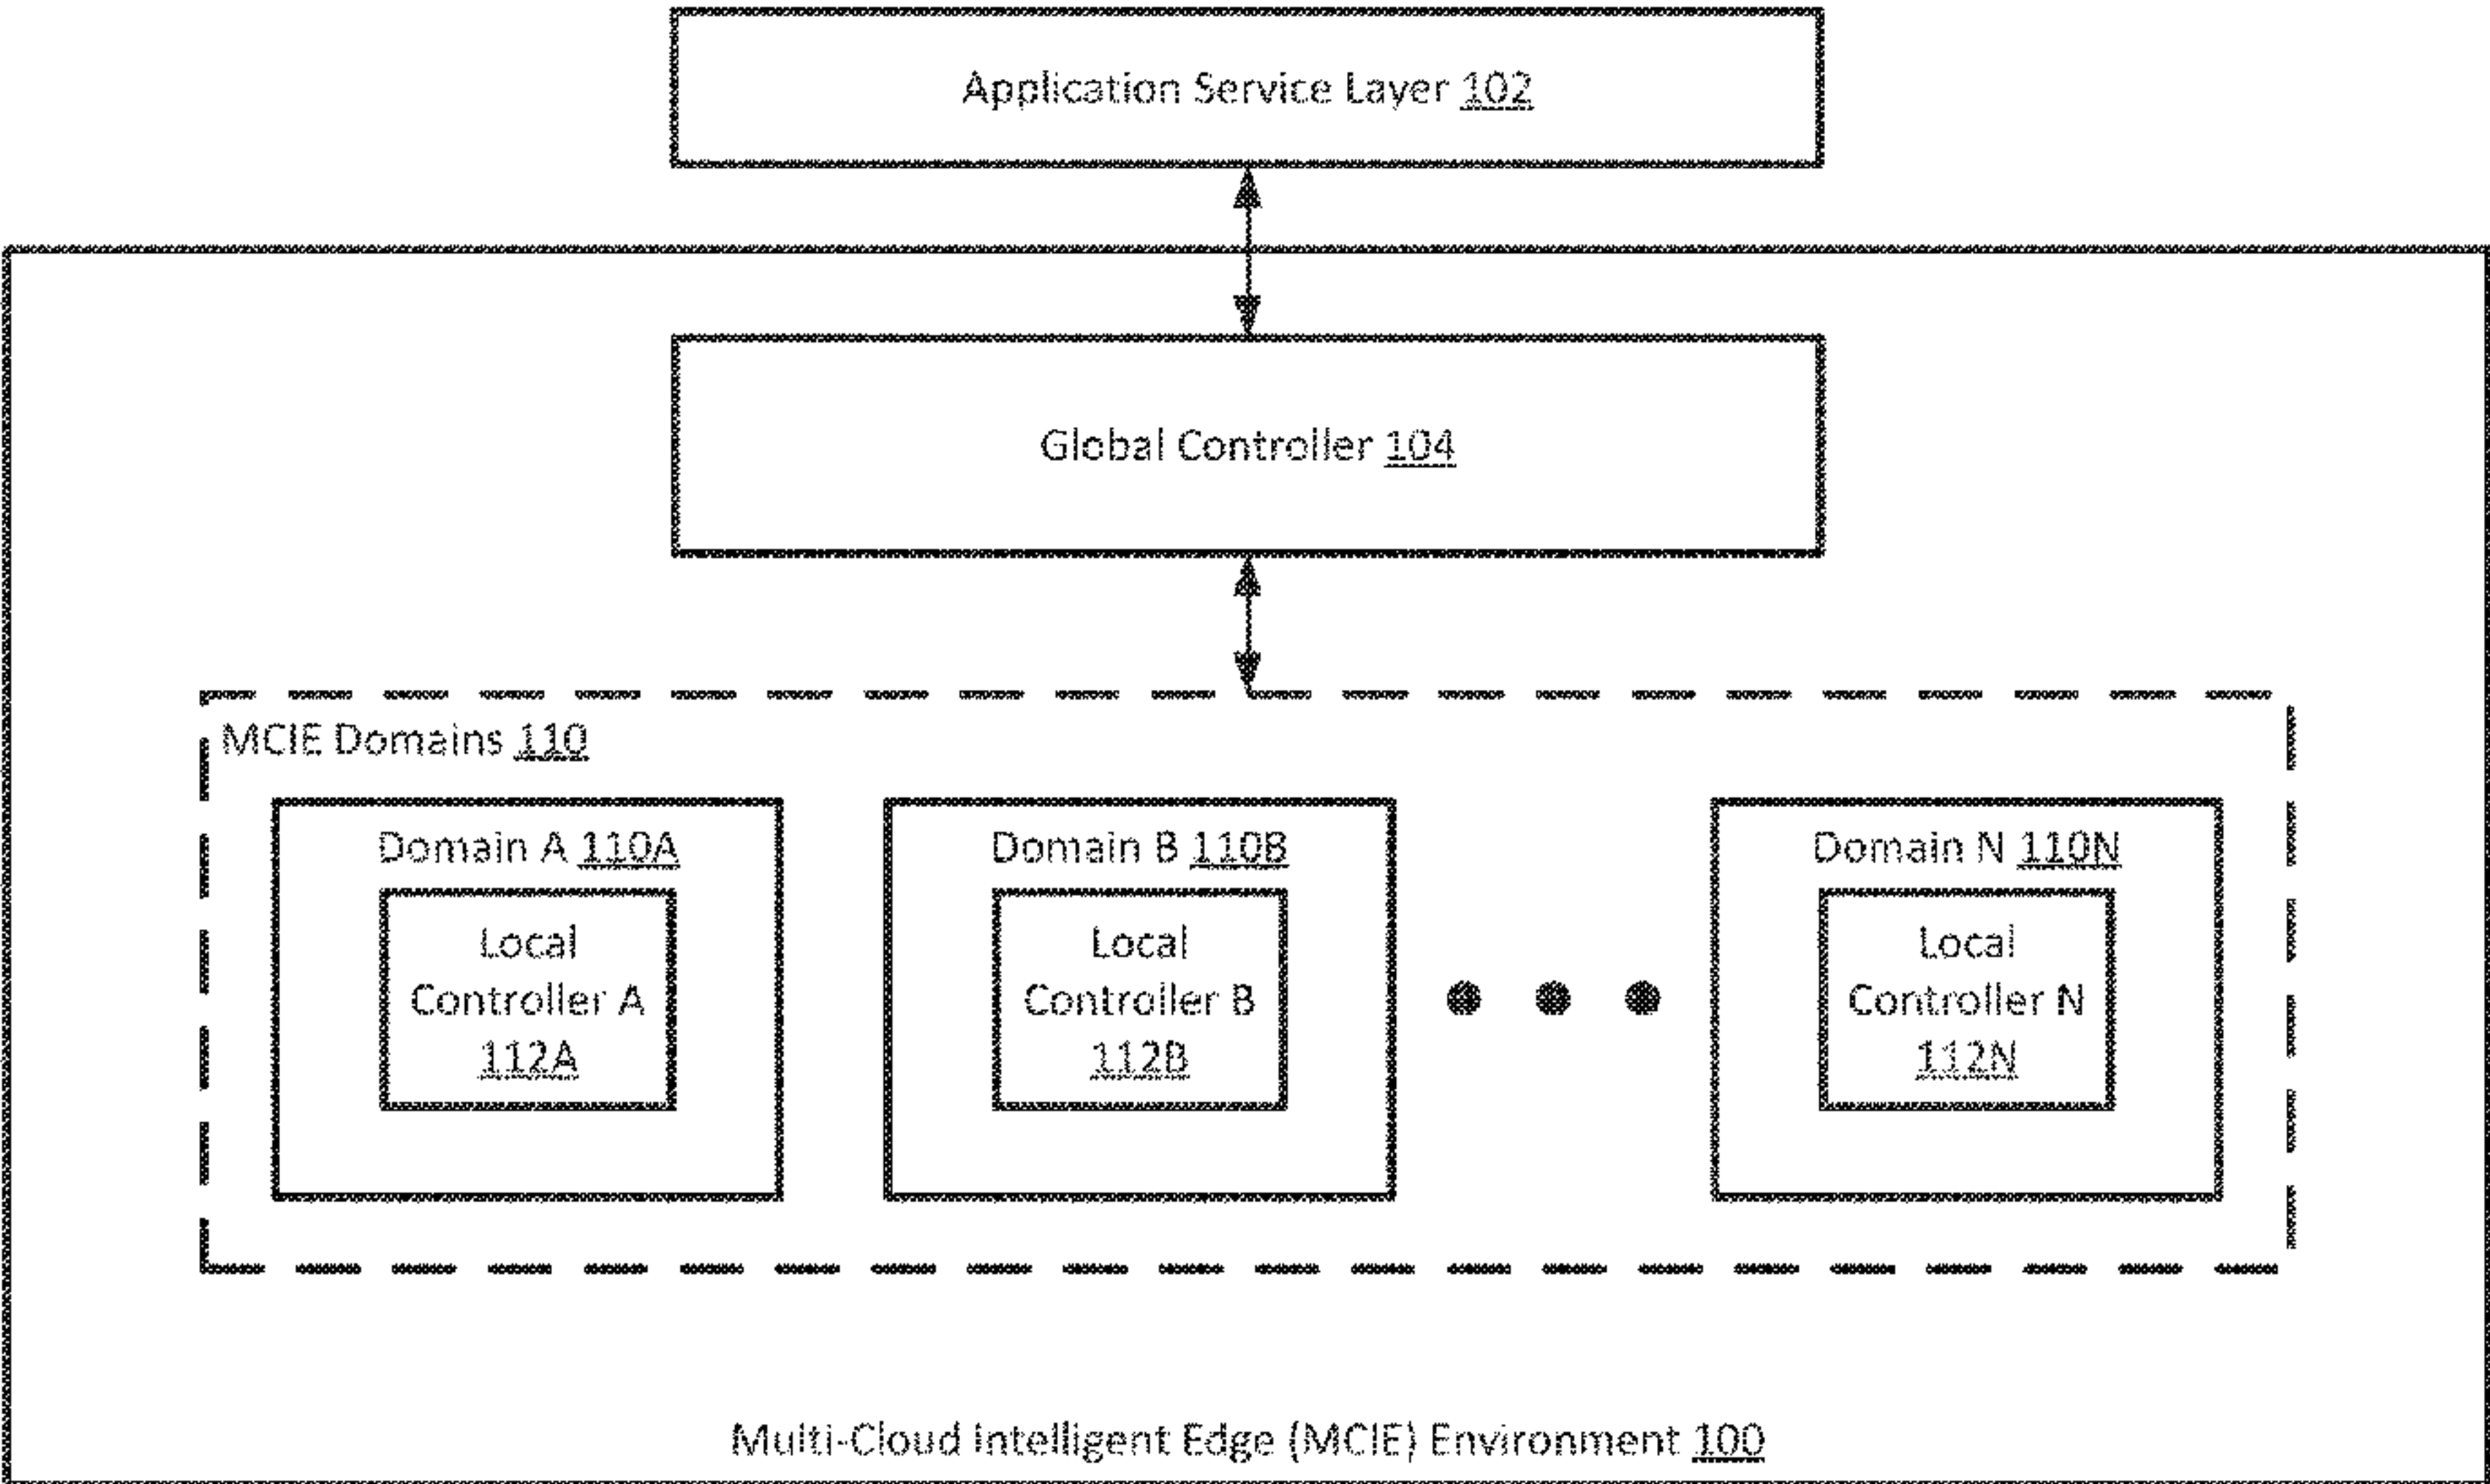 Application Service Layer 102
Global Controller 104
MCIE Domains 110
Domain A 110A
Local
Controller A
112A
Domain B 110B
Local
Controller B
112B
Domain N 110N
Local
Controller N
112N
Multi-Cloud Intelligent Edge (MCIE) Environment 100